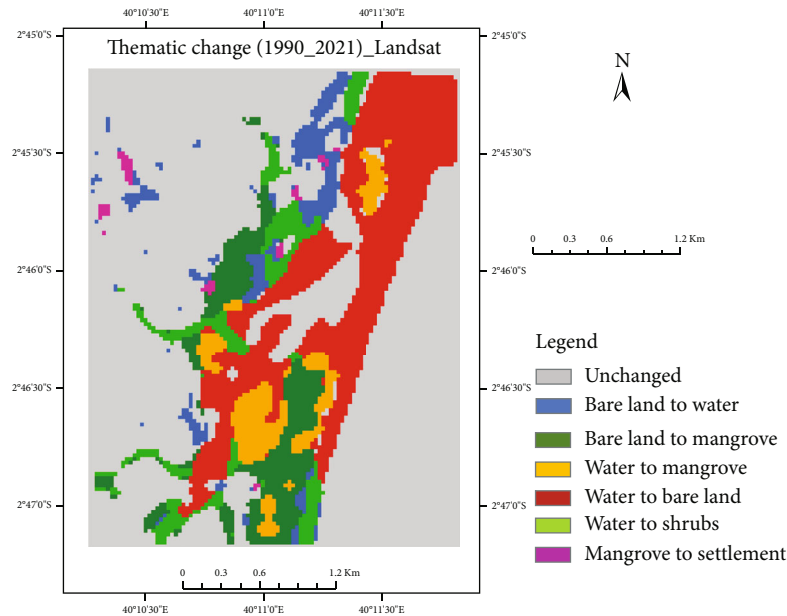 40°10'30"E 40°11'0"E 40°11'30"E
2°45'0"S 2°45'0"S
Thematic change (1990_2021)_Landsat
N
2°45'30"S 2°45'30"S
0 0.3 0.6 1.2 Km
2°46'0"S 2°46'0"S
Legend
Unchanged
2°46'30"S 2°46'30"S
Bare land to water
Bare land to mangrove
Water to mangrove
Water to bare land
2°47'0"S 2°47'0"S
Water to shrubs
Mangrove to settlement
0 0.3 0.6 1.2 Km
40°10'30"E 40°11'0"E 40°11'30"E